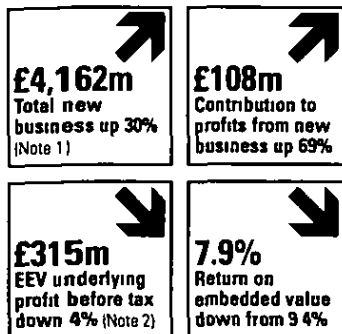 £4,162m
Total new
business up 30%
(Note 1)
£108m
Contribution to
profits from new
business up 69%
£315m
EEV underlying
profit before tax
down 4% (Note 2)
7.9%
Return on
embedded value
down from 9 4%